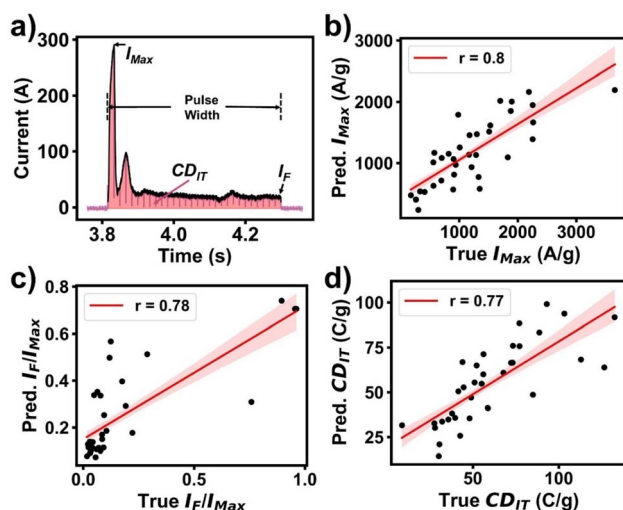 a)
300
200
100
0
Current (A)
I_Max
Pulse
Width
CD_IT
I_F
3.8 4.0 4.2
Time (s)
b)
r = 0.8
3000
2000
1000
Pred. I_Max (A/g)
0 1000 2000 3000
True I_Max (A/g)
c)
r = 0.78
0.8
0.6
0.4
0.2
Pred. I_F/I_Max
0.0 0.5 1.0
True I_F/I_Max
d)
r = 0.77
100
75
50
25
Pred. CD_IT (C/g)
50 100
True CD_IT (C/g)